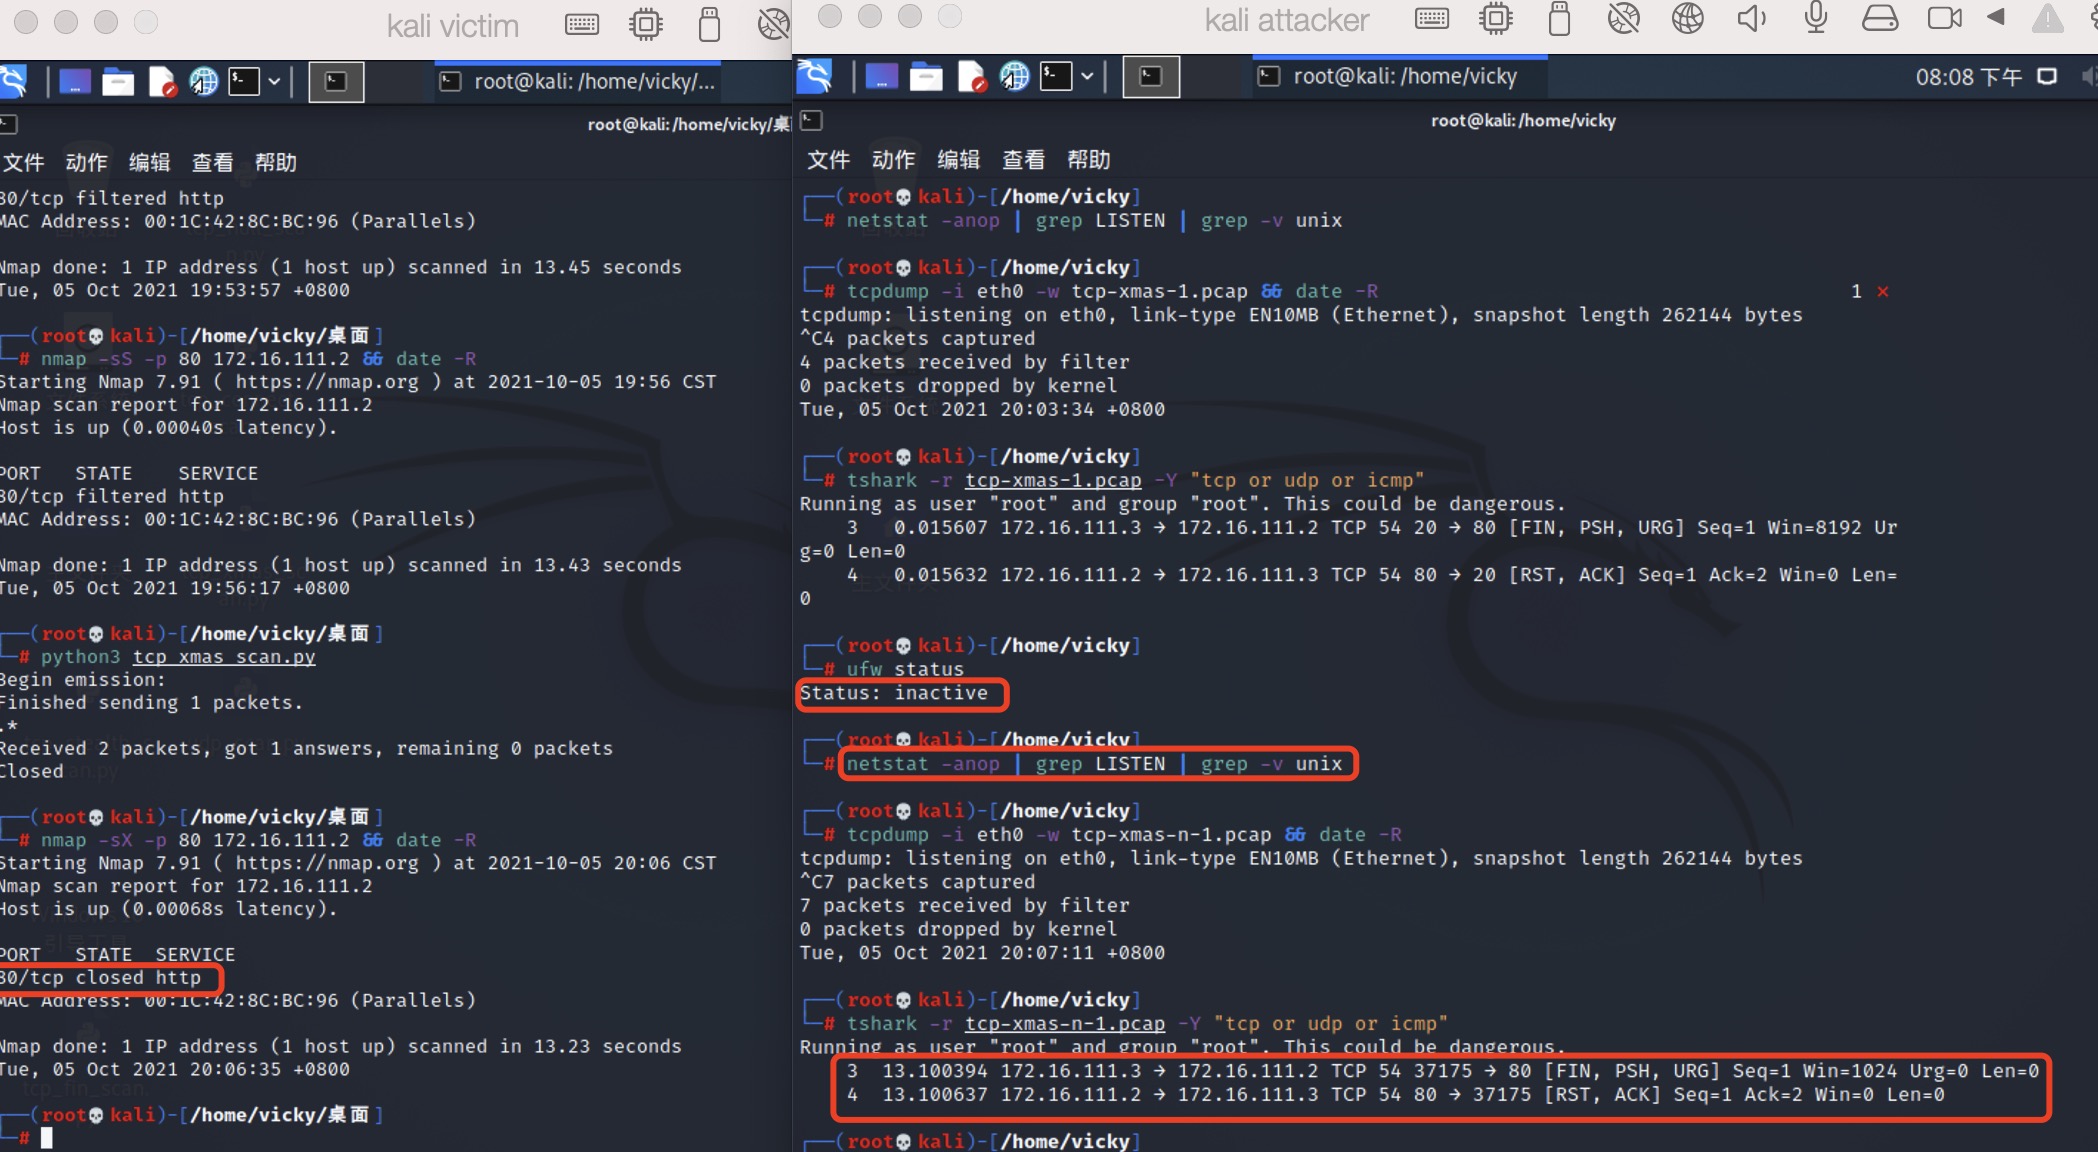 kali victim
root@kali: /home/vicky/...
root@kali:/home/vicky/桌
文件 动作 编辑 查看 帮助
80/tcp filtered http
MAC Address: 00:1C:42:8C:BC:96 (Parallels)
Nmap done: 1 IP address (1 host up) scanned in 13.45 seconds
Tue, 05 Oct 2021 19:53:57 +0800
(root💀kali)-[/home/vicky/桌面]
# nmap -sS -p 80 172.16.111.2 && date -R
Starting Nmap 7.91 ( https://nmap.org ) at 2021-10-05 19:56 CST
Nmap scan report for 172.16.111.2
Host is up (0.00040s latency).
PORT   STATE    SERVICE
80/tcp filtered http
MAC Address: 00:1C:42:8C:BC:96 (Parallels)
Nmap done: 1 IP address (1 host up) scanned in 13.43 seconds
Tue, 05 Oct 2021 19:56:17 +0800
(root💀kali)-[/home/vicky/桌面]
# python3 tcp_xmas_scan.py
Begin emission:
Finished sending 1 packets.
.*
Received 2 packets, got 1 answers, remaining 0 packets
Closed
(root💀kali)-[/home/vicky/桌面]
# nmap -sX -p 80 172.16.111.2 && date -R
Starting Nmap 7.91 ( https://nmap.org ) at 2021-10-05 20:06 CST
Nmap scan report for 172.16.111.2
Host is up (0.00068s latency).
PORT   STATE  SERVICE
80/tcp closed http
MAC Address: 00:1C:42:8C:BC:96 (Parallels)
Nmap done: 1 IP address (1 host up) scanned in 13.23 seconds
Tue, 05 Oct 2021 20:06:35 +0800
(root💀kali)-[/home/vicky/桌面]
#
kali attacker
root@kali: /home/vicky
08:08 下午
root@kali:/home/vicky
文件 动作 编辑 查看 帮助
(root💀kali)-[/home/vicky]
# netstat -anop | grep LISTEN | grep -v unix
(root💀kali)-[/home/vicky]
# tcpdump -i eth0 -w tcp-xmas-1.pcap && date -R 1 ⨯
tcpdump: listening on eth0, link-type EN10MB (Ethernet), snapshot length 262144 bytes
^C4 packets captured
4 packets received by filter
0 packets dropped by kernel
Tue, 05 Oct 2021 20:03:34 +0800
(root💀kali)-[/home/vicky]
# tshark -r tcp-xmas-1.pcap -Y "tcp or udp or icmp"
Running as user "root" and group "root". This could be dangerous.
3   0.015607 172.16.111.3 → 172.16.111.2 TCP 54 20 → 80 [FIN, PSH, URG] Seq=1 Win=8192 Ur
g=0 Len=0
4   0.015632 172.16.111.2 → 172.16.111.3 TCP 54 80 → 20 [RST, ACK] Seq=1 Ack=2 Win=0 Len=
0
(root💀kali)-[/home/vicky]
# ufw status
Status: inactive
(root💀kali)-[/home/vicky]
# netstat -anop | grep LISTEN | grep -v unix
(root💀kali)-[/home/vicky]
# tcpdump -i eth0 -w tcp-xmas-n-1.pcap && date -R
tcpdump: listening on eth0, link-type EN10MB (Ethernet), snapshot length 262144 bytes
^C7 packets captured
7 packets received by filter
0 packets dropped by kernel
Tue, 05 Oct 2021 20:07:11 +0800
(root💀kali)-[/home/vicky]
# tshark -r tcp-xmas-n-1.pcap -Y "tcp or udp or icmp"
Running as user "root" and group "root". This could be dangerous.
3  13.100394 172.16.111.3 → 172.16.111.2 TCP 54 37175 → 80 [FIN, PSH, URG] Seq=1 Win=1024 Urg=0 Len=0
4  13.100637 172.16.111.2 → 172.16.111.3 TCP 54 80 → 37175 [RST, ACK] Seq=1 Ack=2 Win=0 Len=0
(root💀kali)-[/home/vicky]